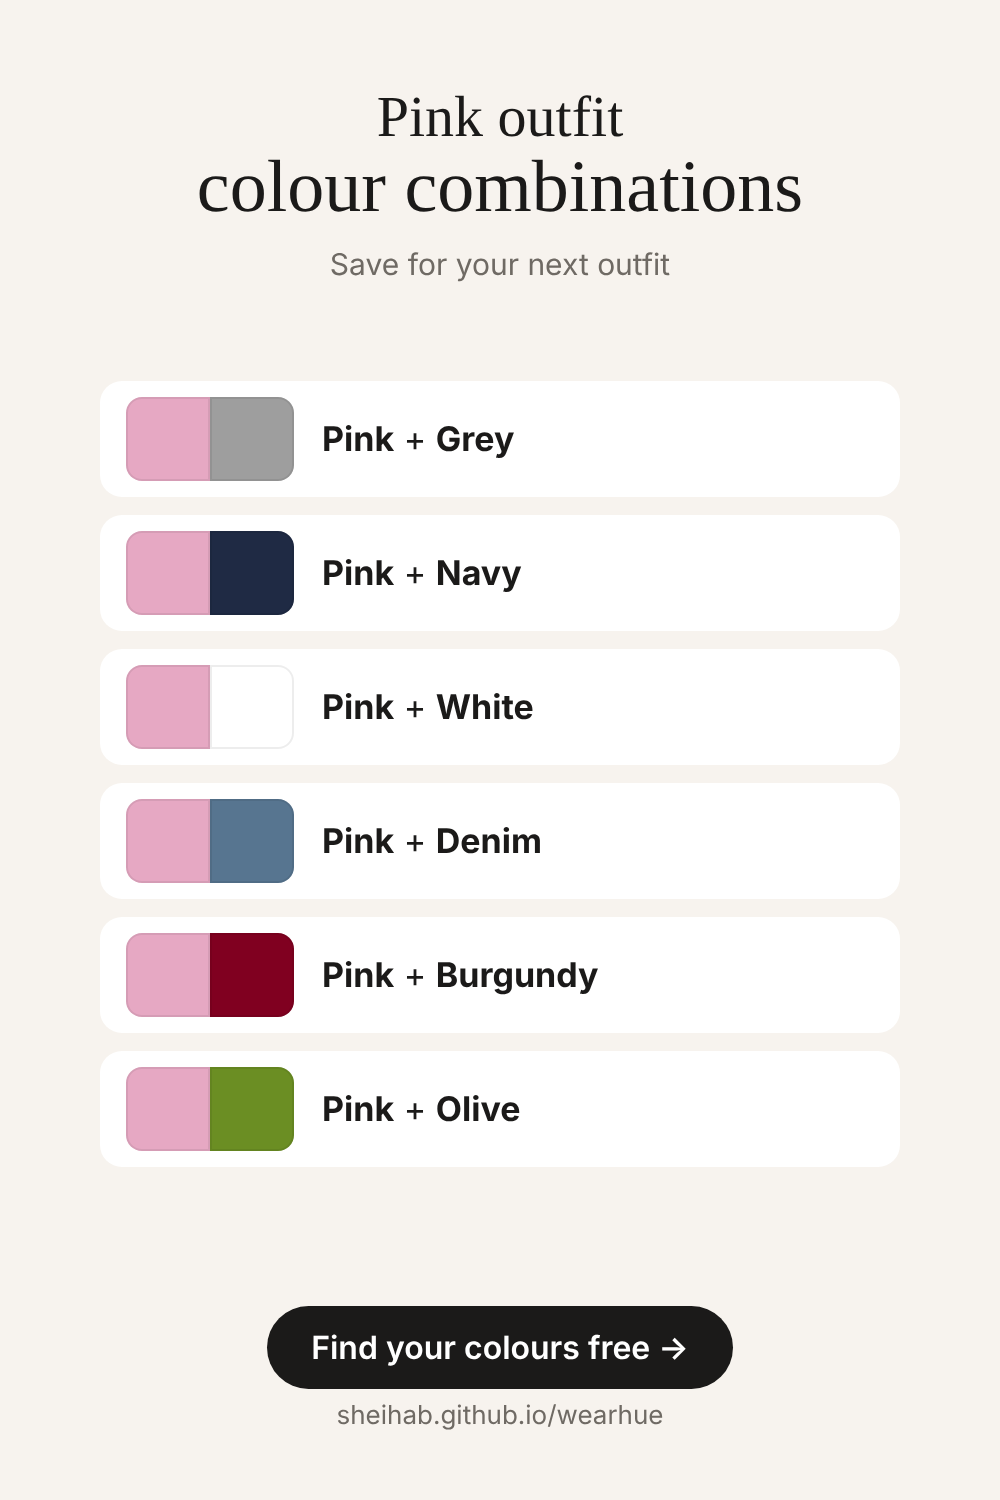 Pink outfit
colour combinations
Save for your next outfit
Pink + Grey
Pink + Navy
Pink + White
Pink + Denim
Pink + Burgundy
Pink + Olive
Find your colours free →
sheihab.github.io/wearhue